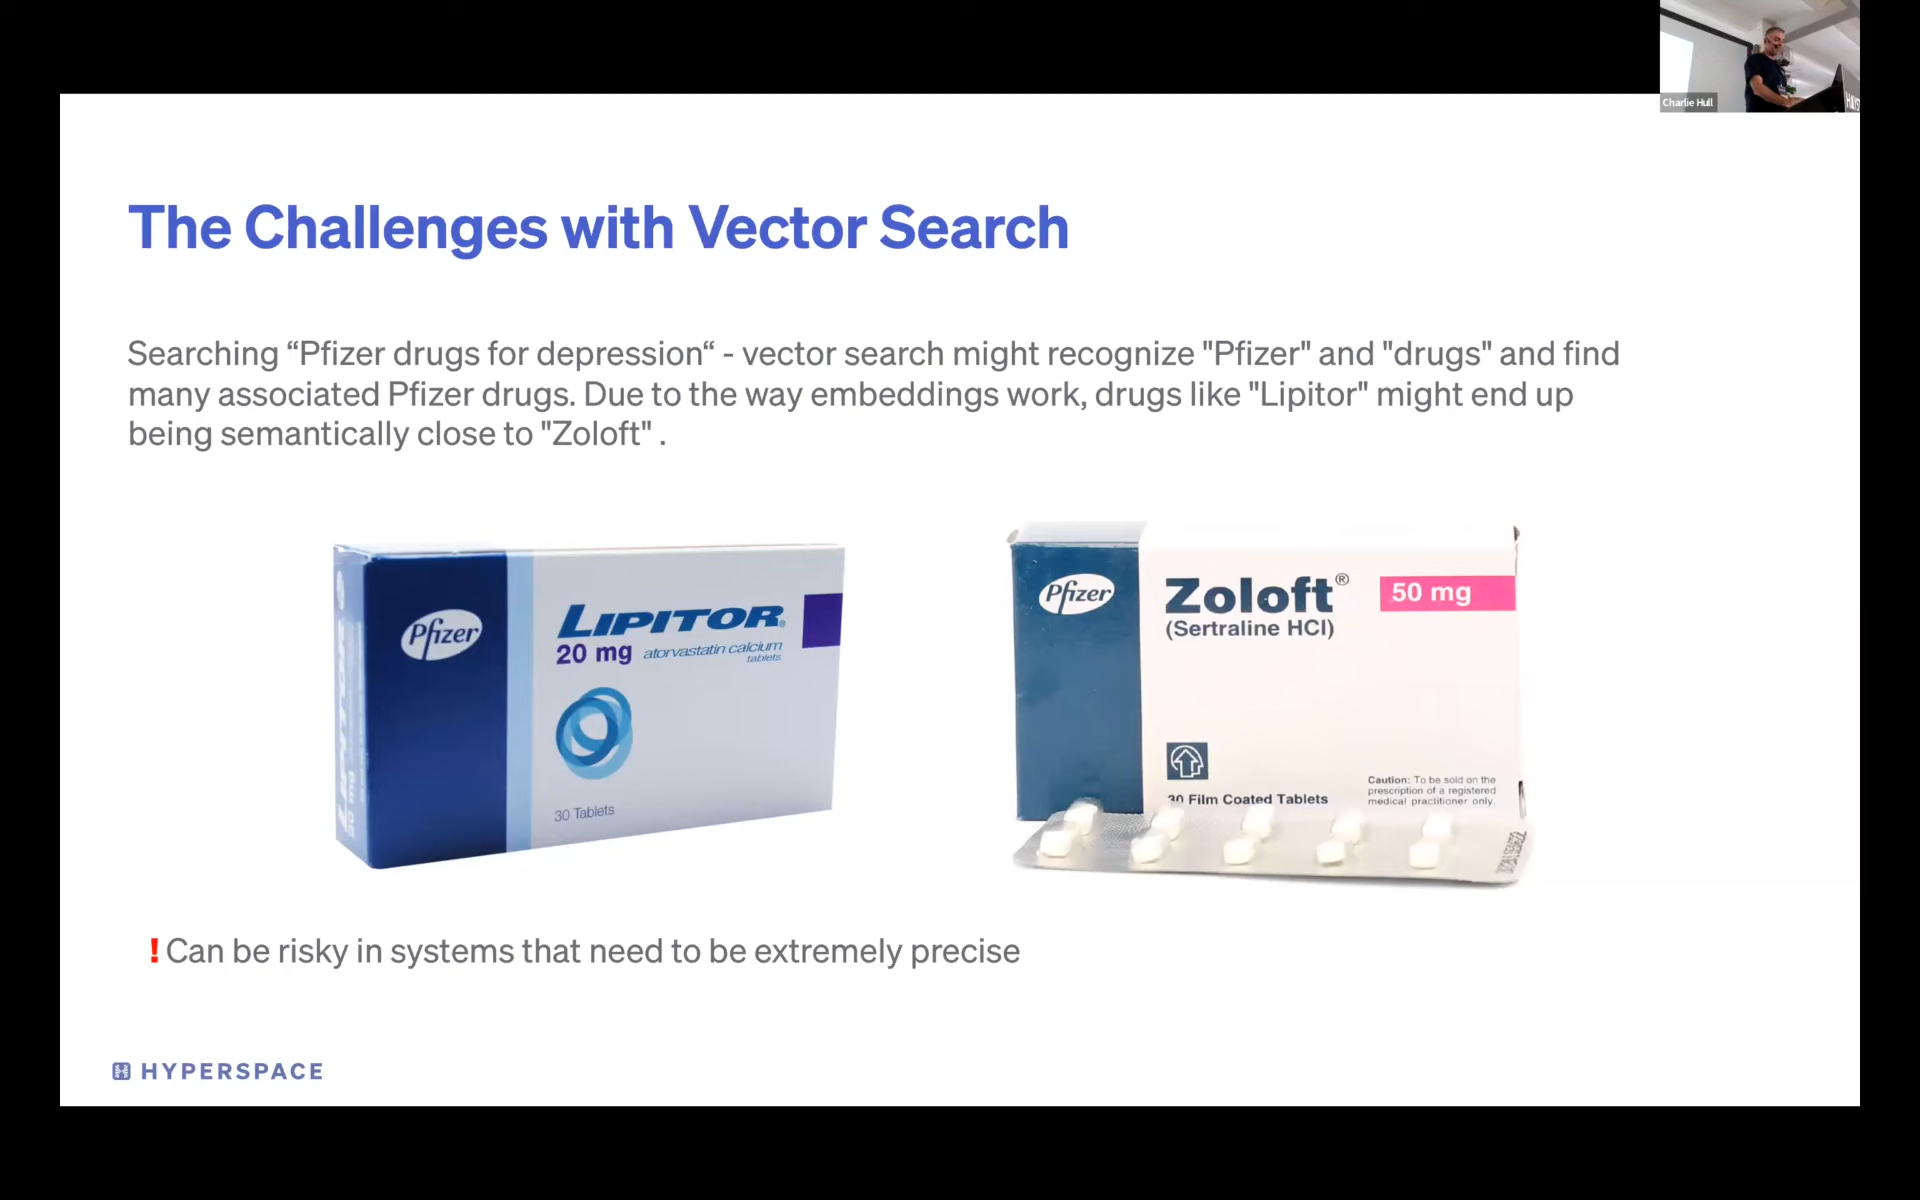 Charlie Hull
The Challenges with Vector Search
Searching “Pfizer drugs for depression“ - vector search might recognize "Pfizer" and "drugs" and find
many associated Pfizer drugs. Due to the way embeddings work, drugs like "Lipitor" might end up
being semantically close to "Zoloft" .
Pfizer
LIPITOR®
20 mg atorvastatin calcium
tablets
30 Tablets
Pfizer
Zoloft®
50 mg
(Sertraline HCl)
30 Film Coated Tablets
Caution: To be sold on the
prescription of a registered
medical practitioner only.
! Can be risky in systems that need to be extremely precise
HYPERSPACE